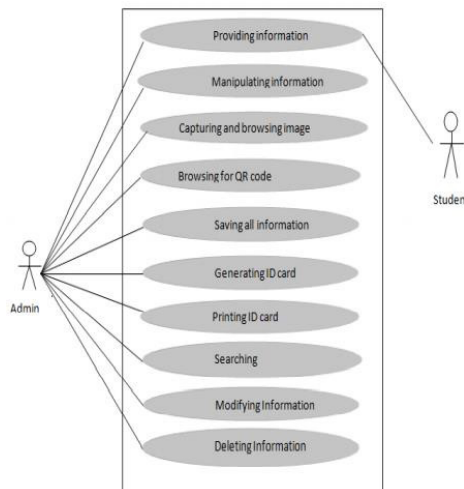 Providing information
Manipulating information
Capturing and browsing image
Browsing for QR code
Saving all information
Generating ID card
Printing ID card
Searching
Modifying Information
Deleting Information
Admin
Studen